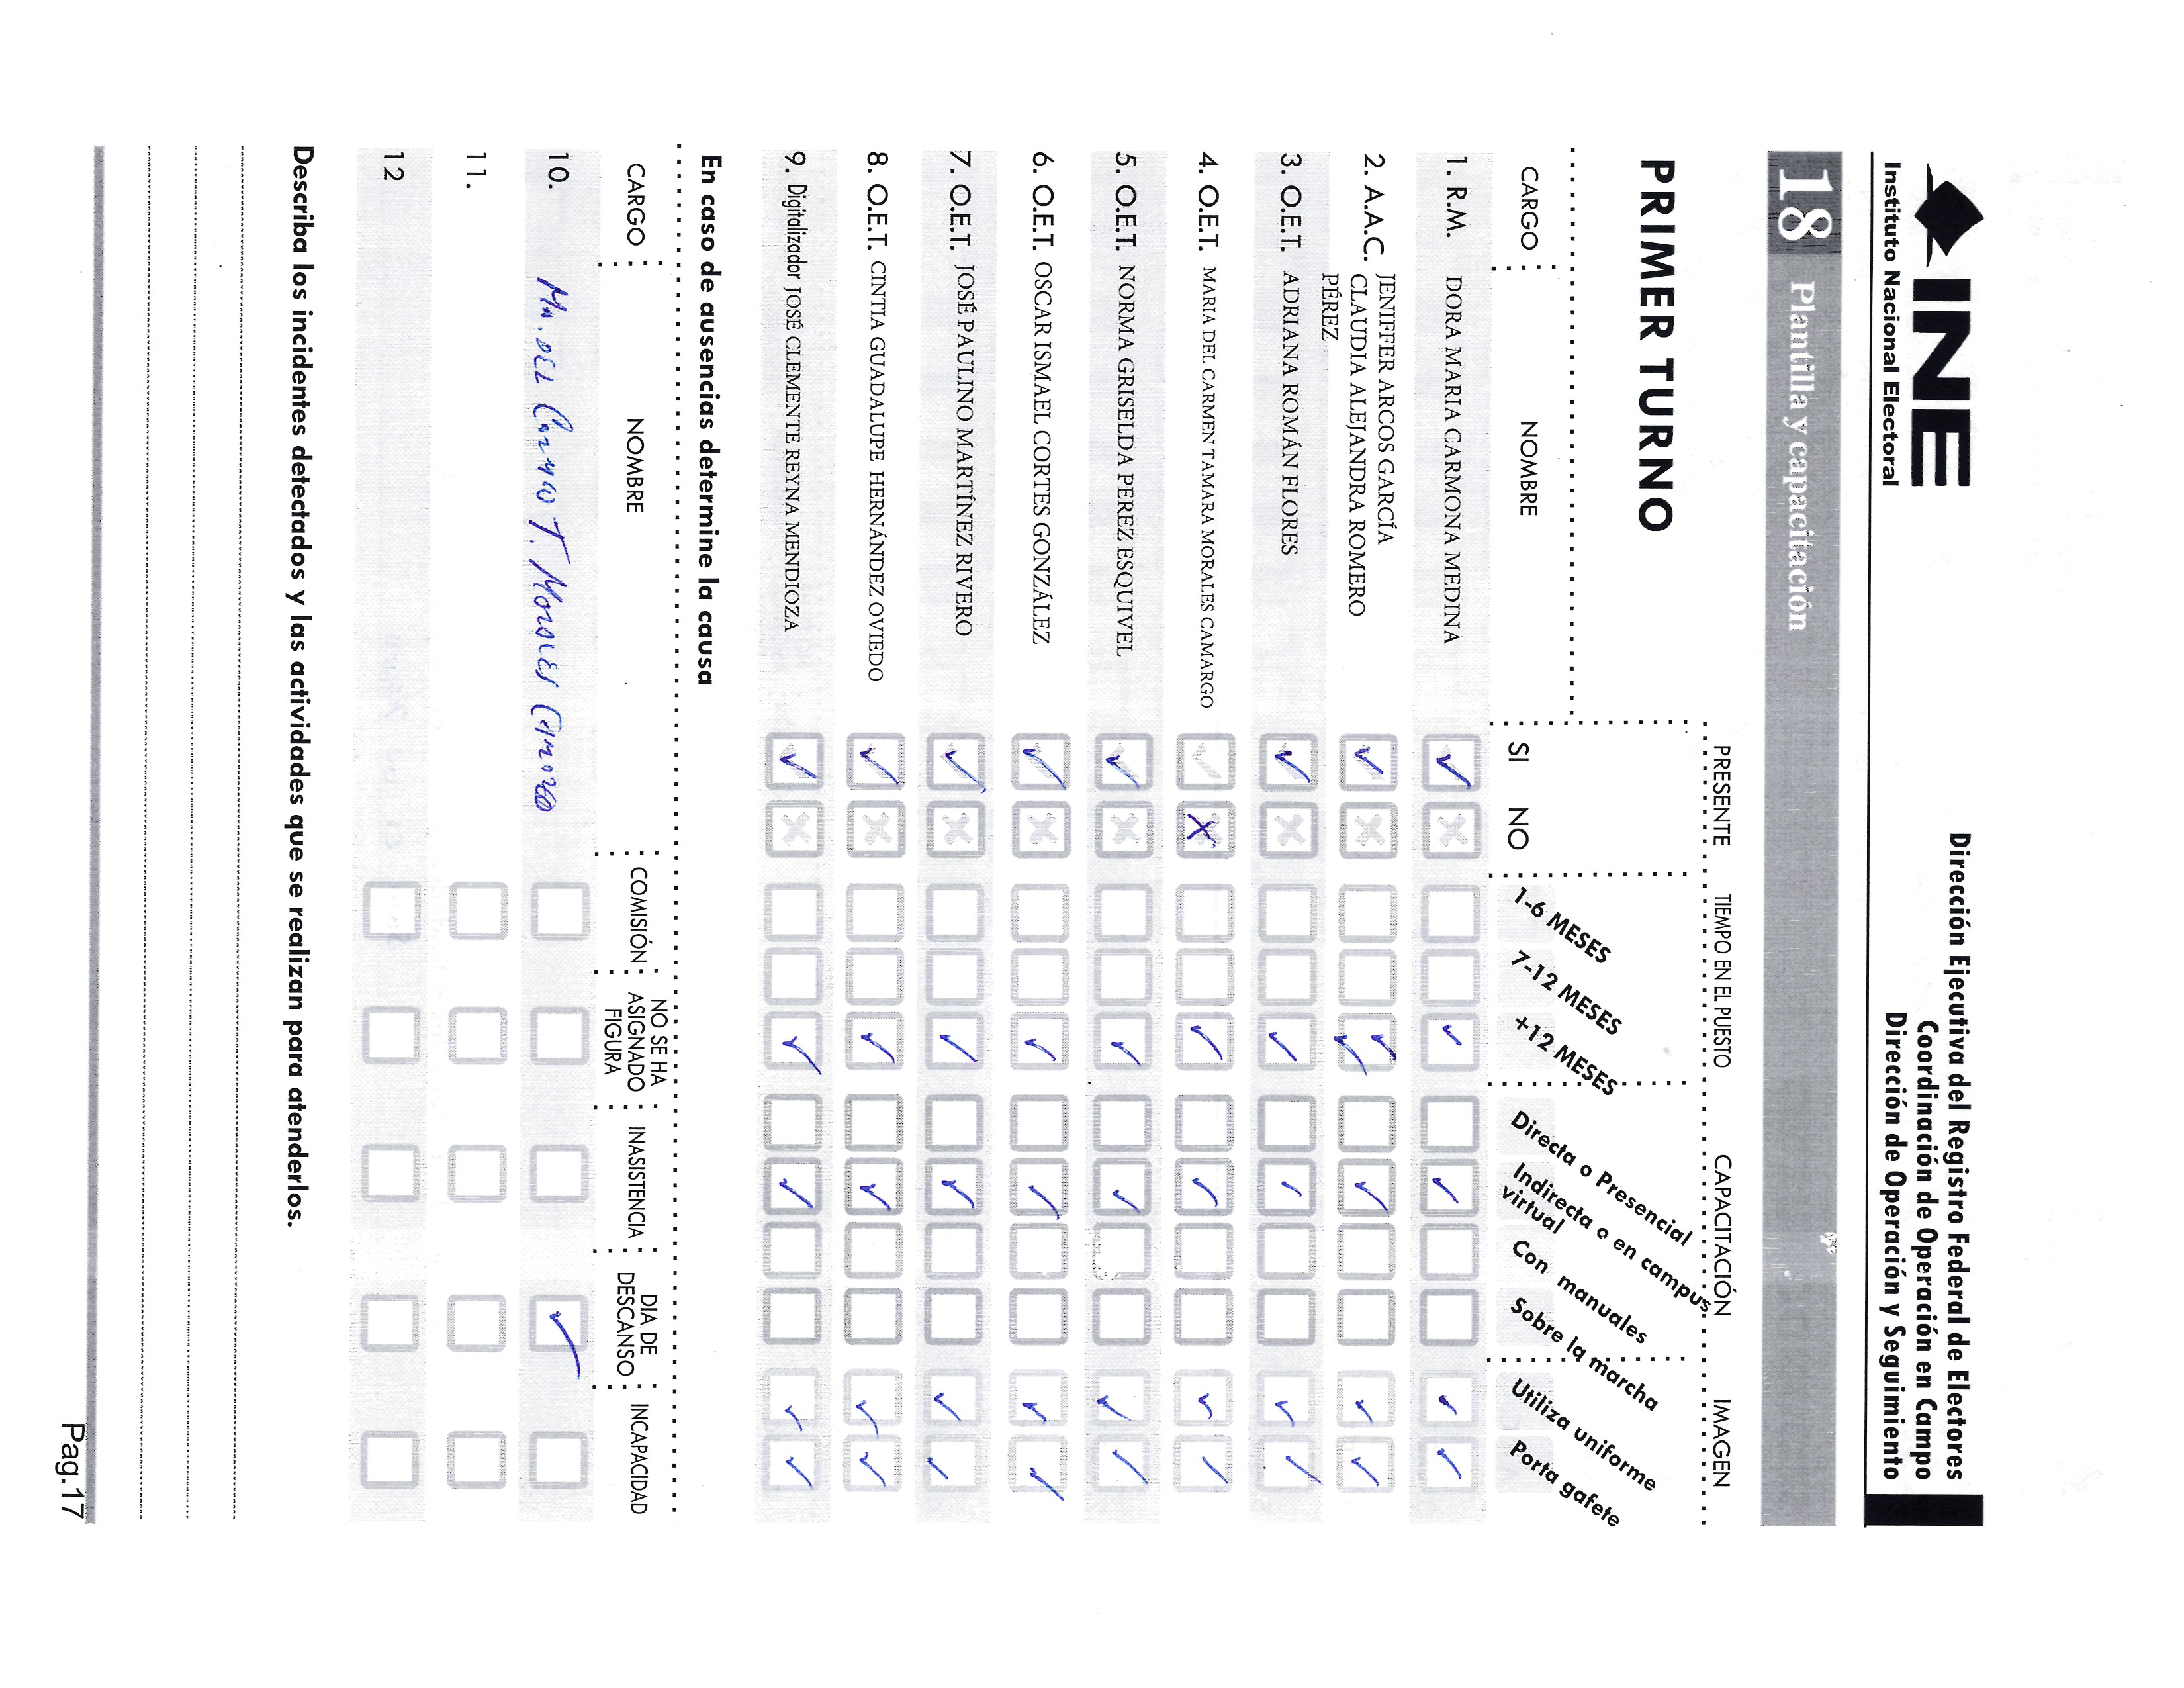 INE
Instituto Nacional Electoral
Dirección Ejecutiva del Registro Federal de Electores
Coordinación de Operación en Campo
Dirección de Operación y Seguimiento
18 Plantilla y capacitación
PRESENTE TIEMPO EN EL PUESTO CAPACITACIÓN IMAGEN
PRIMER TURNO
CARGO NOMBRE SI NO 1-6 MESES 7-12 MESES +12 MESES Directa o Presencial Indirecta o en campus virtual Con manuales Sobre la marcha Utiliza uniforme Porta gafete
1. R.M. DORA MARIA CARMONA MEDINA
2. A.A.C. JENIFFER ARCOS GARCÍA
CLAUDIA ALEJANDRA ROMERO
PÉREZ
3. O.E.T. ADRIANA ROMÁN FLORES
4. O.E.T. MARIA DEL CARMEN TAMARA MORALES CAMARGO
5. O.E.T. NORMA GRISELDA PEREZ ESQUIVEL
6. O.E.T. OSCAR ISMAEL CORTES GONZÁLEZ
7. O.E.T. JOSÉ PAULINO MARTÍNEZ RIVERO
8. O.E.T. CINTIA GUADALUPE HERNÁNDEZ OVIEDO
9. Digitalizador JOSÉ CLEMENTE REYNA MENDIOZA
En caso de ausencias determine la causa
CARGO NOMBRE COMISIÓN NO SE HA ASIGNADO FIGURA INASISTENCIA DIA DE DESCANSO INCAPACIDAD
10. Ma. DEL CARMEN T. MORALES CAMARGO
11.
12
Describa los incidentes detectados y las actividades que se realizan para atenderlos.
Pag.17